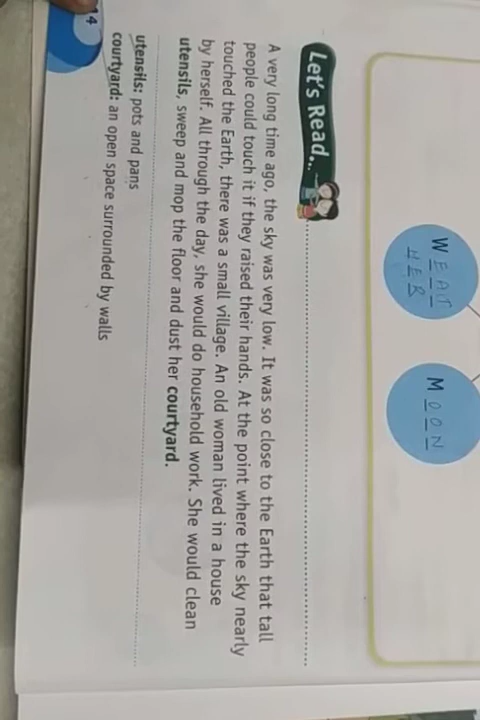 WEAT
HER
MOON
Let's Read..
A very long time ago, the sky was very low. It was so close to the Earth that tall
people could touch it if they raised their hands. At the point where the sky nearly
touched the Earth, there was a small village. An old woman lived in a house
by herself. All through the day, she would do household work. She would clean
utensils, sweep and mop the floor and dust her courtyard.
utensils: pots and pans
courtyard: an open space surrounded by walls